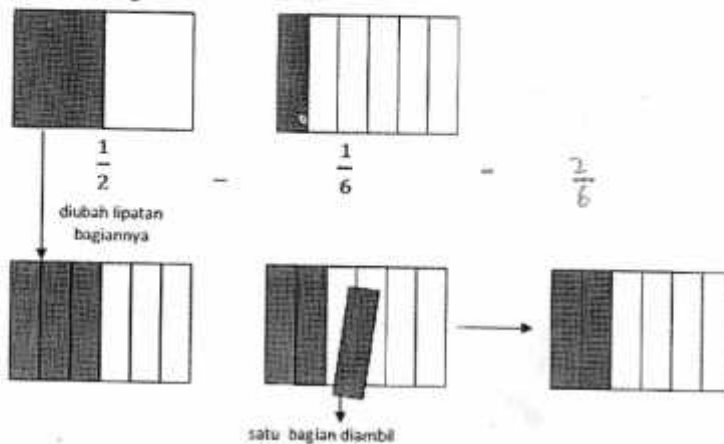 1/2 - 1/6 - 2/6
diubah lipatan
bagiannya
satu bagian diambil